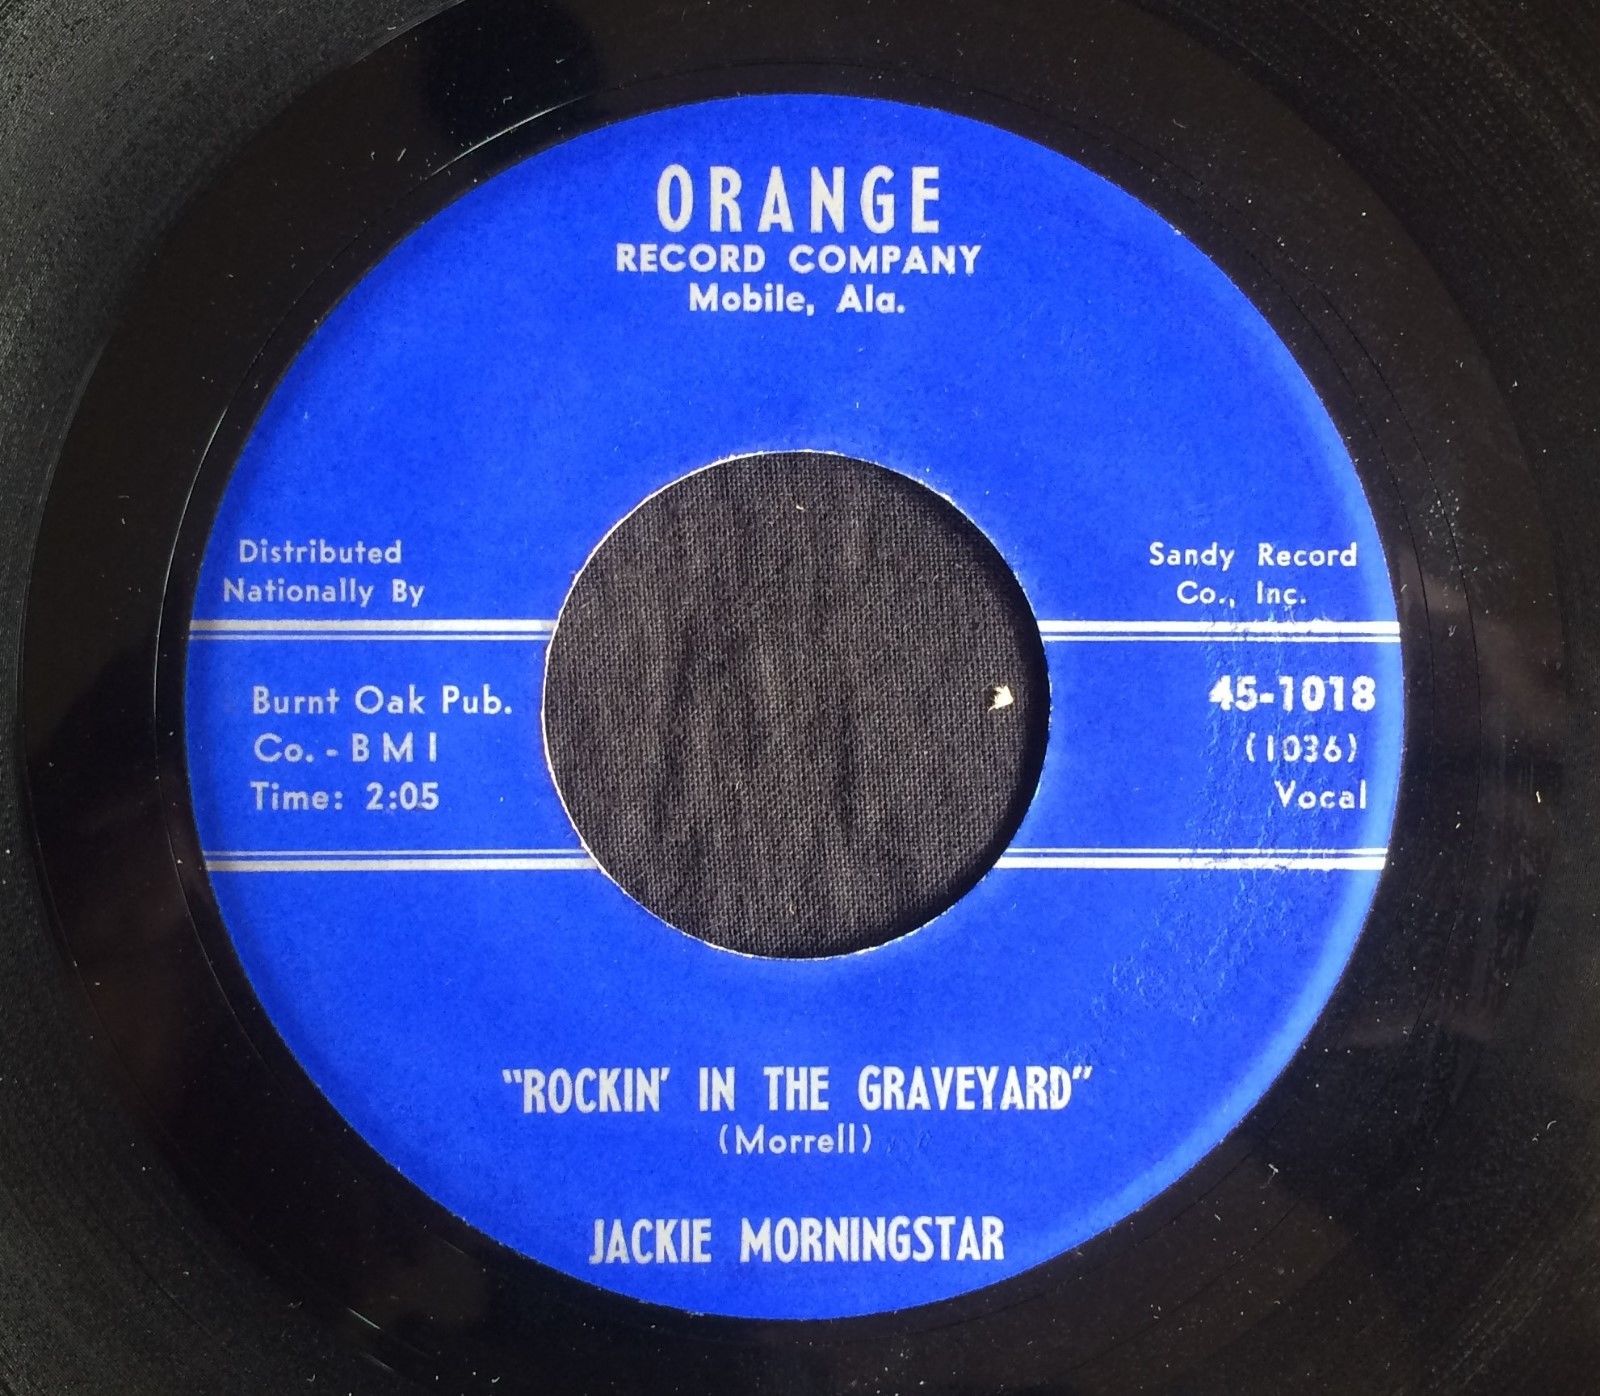 ORANGE
RECORD COMPANY
Mobile, Ala.
Distributed
Nationally By
Sandy Record
Co., Inc.
Burnt Oak Pub.
Co. - B M I
Time: 2:05
45-1018
(1036)
Vocal
"ROCKIN' IN THE GRAVEYARD"
(Morrell)
JACKIE MORNINGSTAR